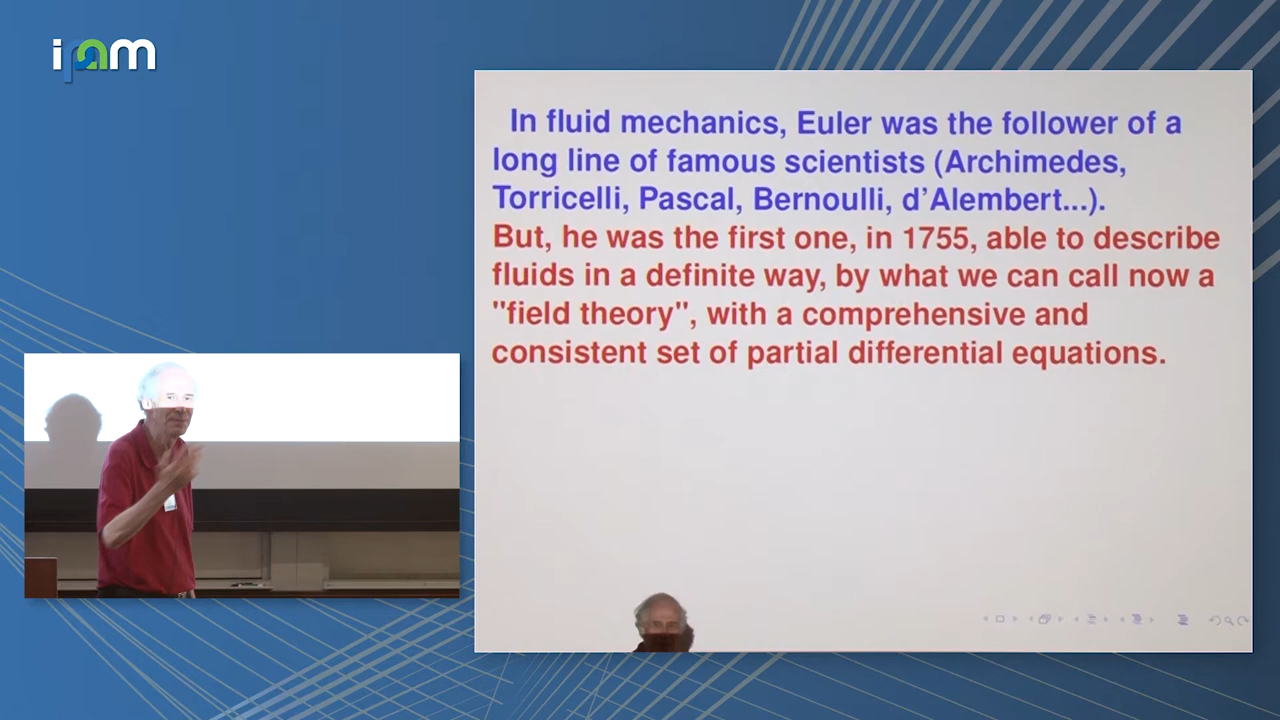 ipam
In fluid mechanics, Euler was the follower of a
long line of famous scientists (Archimedes,
Torricelli, Pascal, Bernoulli, d'Alembert...).
But, he was the first one, in 1755, able to describe
fluids in a definite way, by what we can call now a
"field theory", with a comprehensive and
consistent set of partial differential equations.